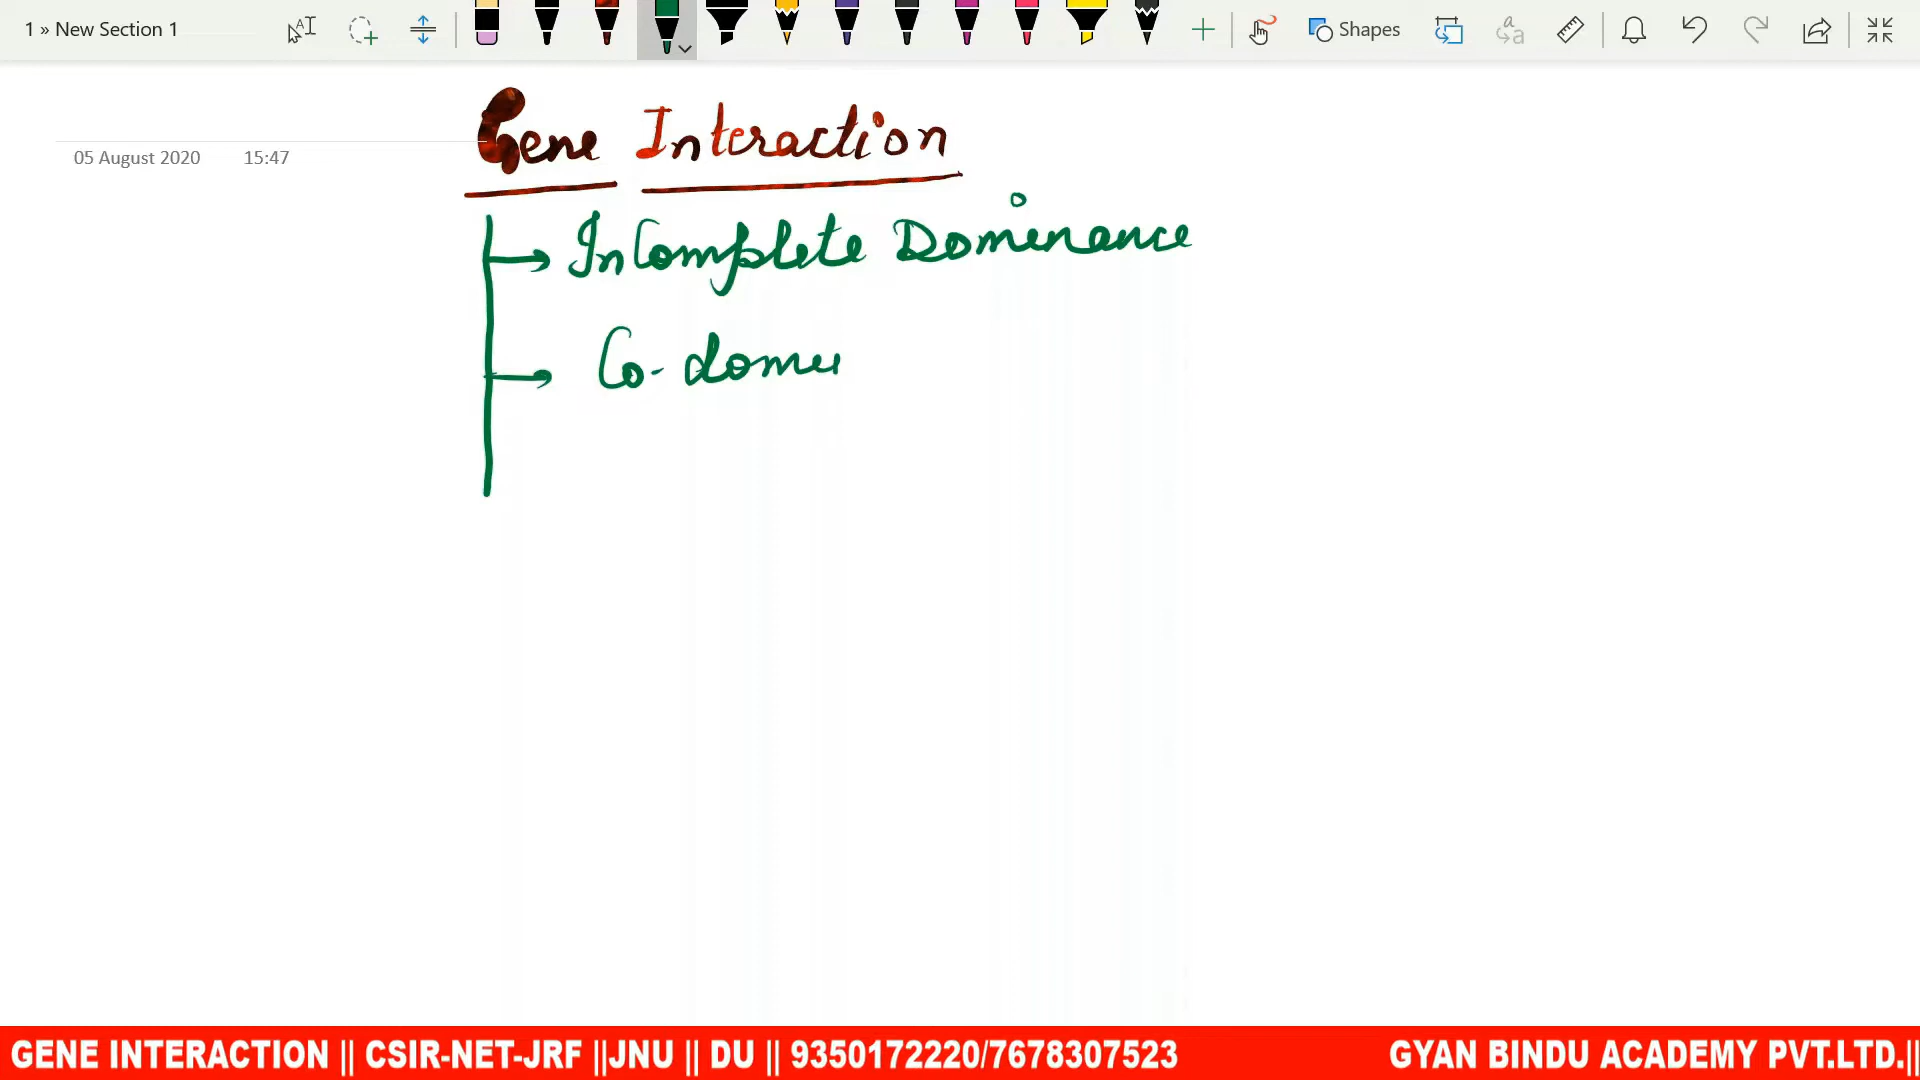 1 » New Section 1
Shapes
Gene Interaction
05 August 2020 15:47
→ InComplete Dominance
→ Co-domi
GENE INTERACTION || CSIR-NET-JRF ||JNU || DU || 9350172220/7678307523 GYAN BINDU ACADEMY PVT.LTD.||